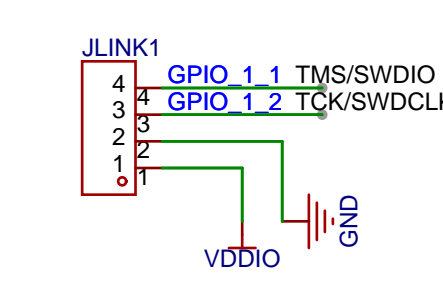 JLINK1
4 4 GPIO_1_1 TMS/SWDIO
3 3 GPIO_1_2 TCK/SWDCLK
2 2
1 1
GND
VDDIO